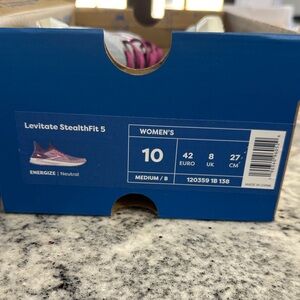 Levitate StealthFit 5
ENERGIZE | Neutral
WOMEN'S
10
42 8 27
EURO UK CM
MEDIUM / B
120359 1B 138